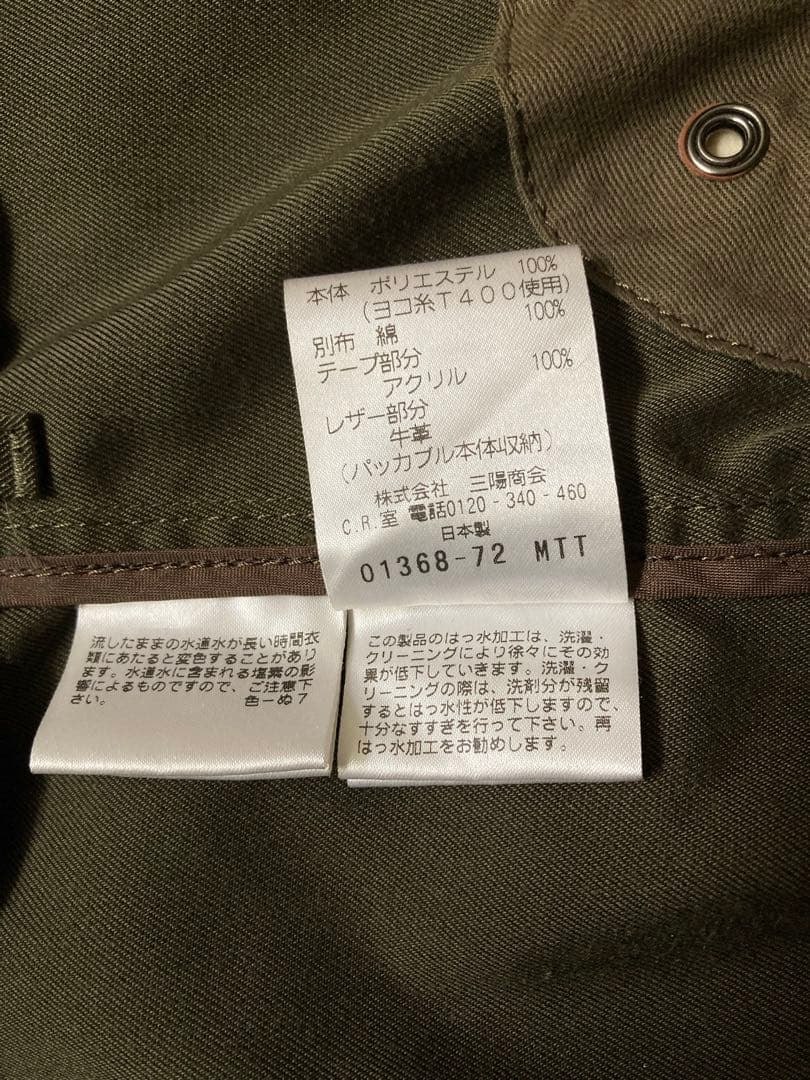 本体 ポリエステル 100%
(ヨコ糸T400使用)
別布 綿 100%
テープ部分
アクリル 100%
レザー部分
牛革
(パッカブル本体収納)
株式会社 三陽商会
C.R.室 電話0120-340-460
日本製
01368-72 MTT
流したままの水道水が長い時間衣
類にあたると変色することがあり
ます。水道水に含まれる塩素の影
響によるものですので、ご注意下
さい。 色ーぬ7
この製品のはっ水加工は、洗濯・
クリーニングにより徐々にその効
果が低下していきます。洗濯・ク
リーニングの際は、洗剤分が残留
するとはっ水性が低下しますので、
十分なすすぎを行って下さい。再
はっ水加工をお勧めします。